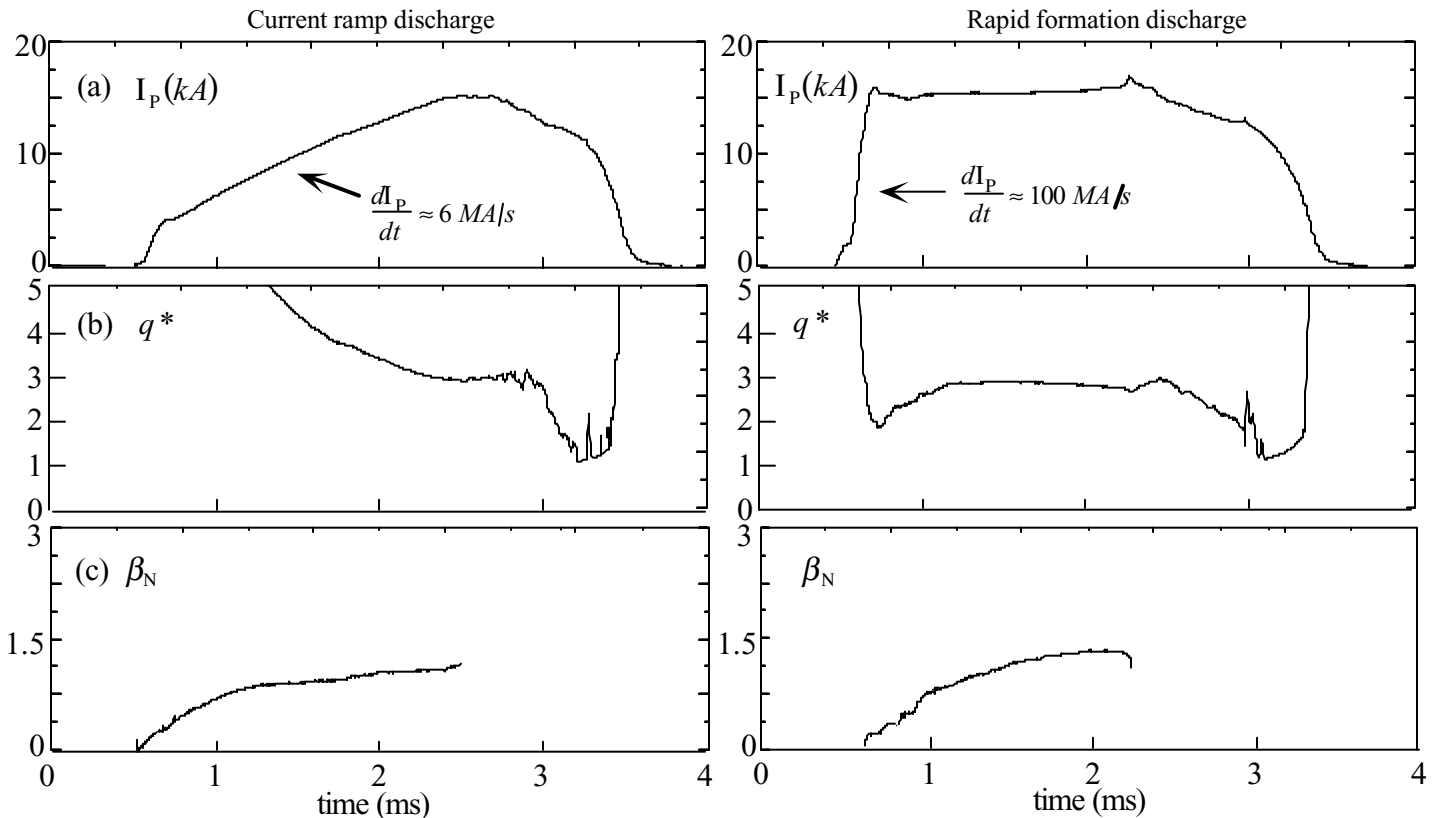 Current ramp discharge
20
(a) I_P(kA)
10
dI_P/dt ≈ 6 MA/s
0
5
(b) q*
4
3
2
1
0
3
(c) β_N
1.5
0
0 1 2 3 4
time (ms)
Rapid formation discharge
20
I_P(kA)
10
dI_P/dt ≈ 100 MA/s
0
5
q*
4
3
2
1
0
3
β_N
1.5
0
0 1 2 3 4
time (ms)